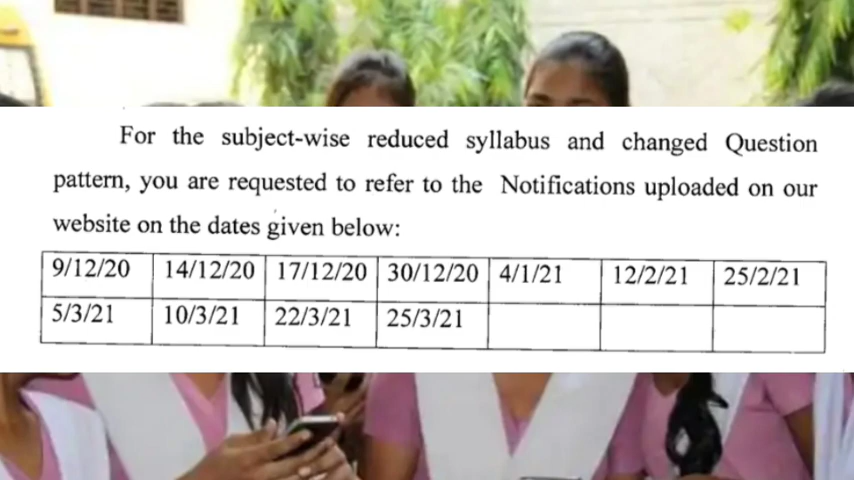 For the subject-wise reduced syllabus and changed Question
pattern, you are requested to refer to the Notifications uploaded on our
website on the dates given below:
9/12/20 14/12/20 17/12/20 30/12/20 4/1/21 12/2/21 25/2/21
5/3/21 10/3/21 22/3/21 25/3/21